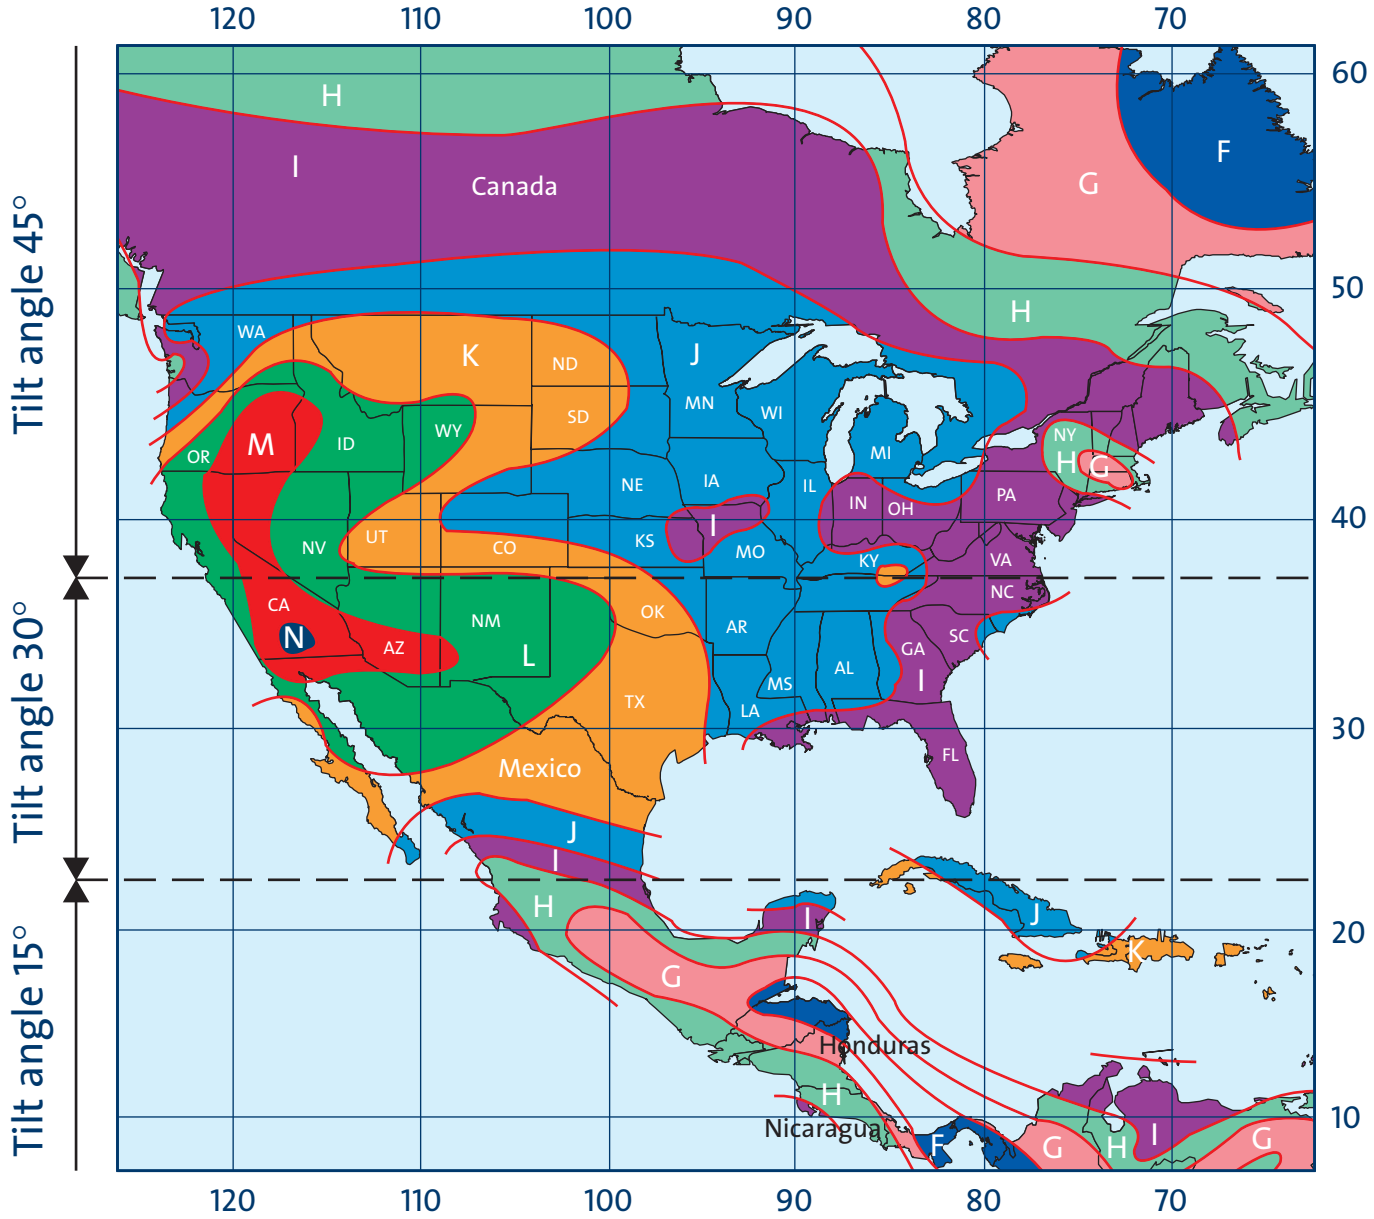 120 110 100 90 80 70
60
H
F
I
Canada
G
Tilt angle 45°
50
H
WA
K
ND
J
MN
WI
SD
WY
NY
M
ID
OR
MI
H
G
NE
IA
IL
PA
IN
OH
40
I
UT
NV
CO
KS
MO
KY
VA
NC
Tilt angle 30°
CA
OK
NM
AR
N
AZ
L
SC
GA
AL
I
MS
TX
LA
30
FL
Mexico
J
I
H
I
J
20
K
G
Tilt angle 15°
Honduras
H
Nicaragua
10
F
G
H
I
G
120 110 100 90 80 70